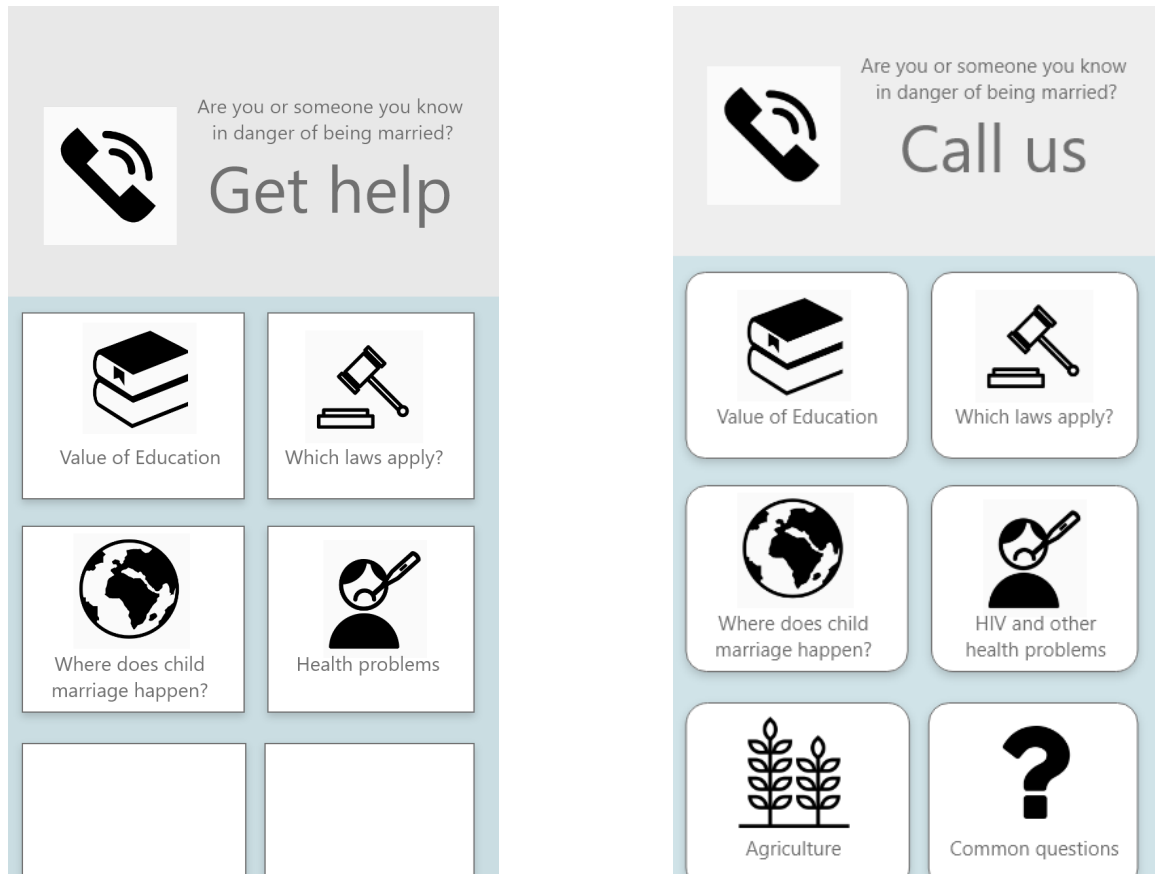 Are you or someone you know
in danger of being married?
Get help
Value of Education
Which laws apply?
Where does child
marriage happen?
Health problems
Are you or someone you know
in danger of being married?
Call us
Value of Education
Which laws apply?
Where does child
marriage happen?
HIV and other
health problems
Agriculture
Common questions